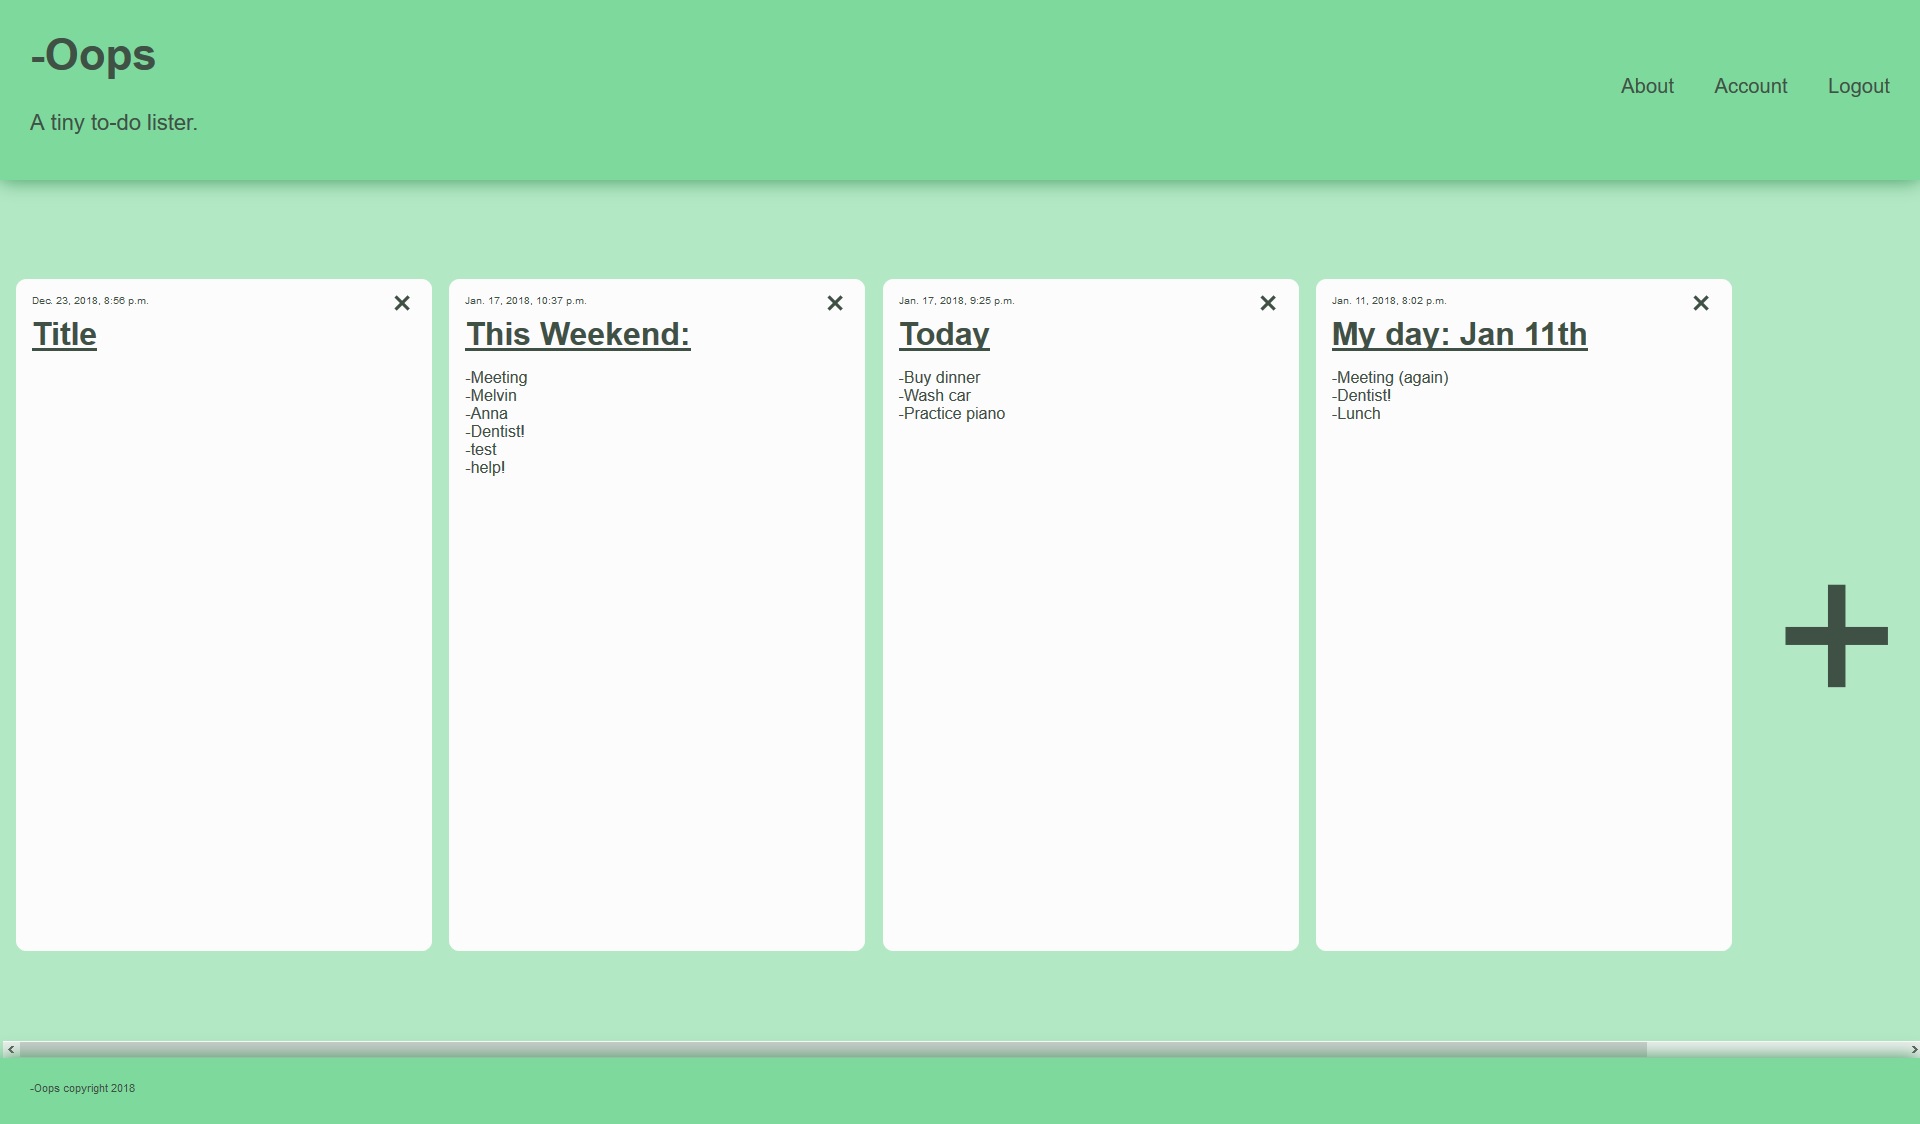 -Oops
A tiny to-do lister.
About
Account
Logout
Dec. 23, 2018, 8:56 p.m.
Title
Jan. 17, 2018, 10:37 p.m.
This Weekend:
-Meeting
-Melvin
-Anna
-Dentist!
-test
-help!
Jan. 17, 2018, 9:25 p.m.
Today
-Buy dinner
-Wash car
-Practice piano
Jan. 11, 2018, 8:02 p.m.
My day: Jan 11th
-Meeting (again)
-Dentist!
-Lunch
-Oops copyright 2018